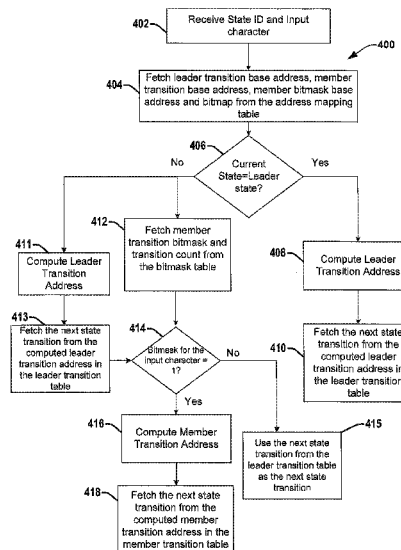 402
Receive State ID and Input
character
400
404
Fetch leader transition base address, member
transition base address, member bitmask base
address and bitmap from the address mapping
table
406
No
Current
State=Leader
state?
Yes
412
Fetch member
transition bitmask and
transition count from
the bitmask table
411
Compute Leader
Transition
Address
408
Compute Leader
Transition Address
413
Fetch the next state
transition from the
computed leader
transition address in
the leader transition
table
414
Bitmask for the
input character =
1?
No
410
Fetch the next state
transition from the
computed leader
transition address in
the leader transition
table
Yes
416
Compute Member
Transition Address
415
Use the next state
transition from the
leader transition table
as the next state
transition
418
Fetch the next state
transition from the
computed member
transition address in the
member transition table